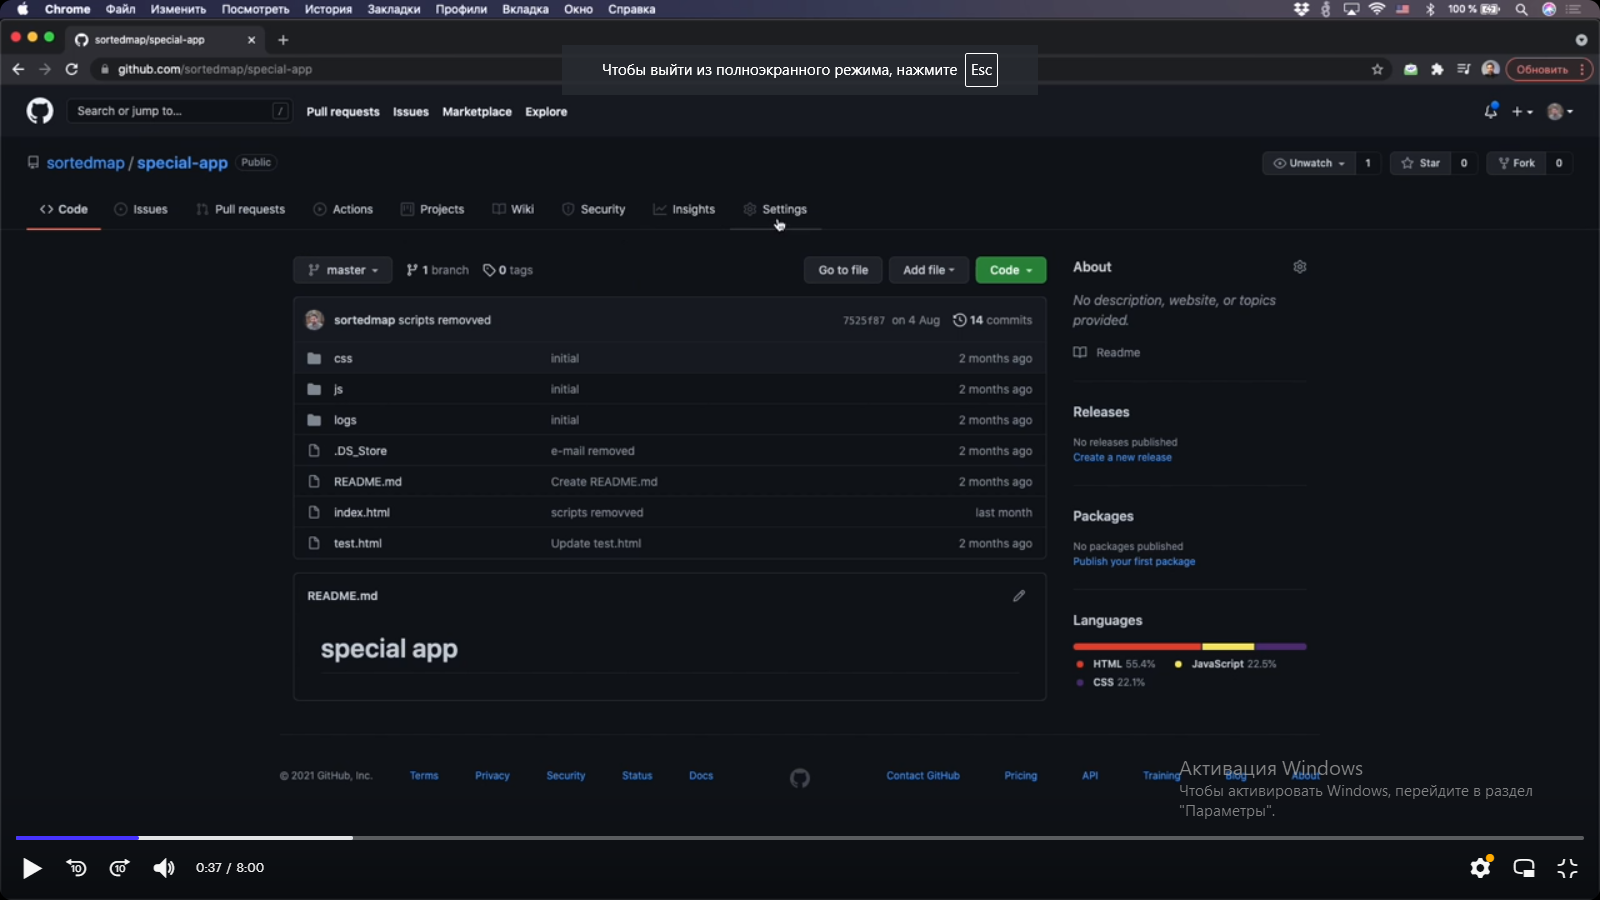 Chrome Файл Изменить Посмотреть История Закладки Профили Вкладка Окно Справка 100 %
sortedmap/special-app
github.com/sortedmap/special-app Обновить
Чтобы выйти из полноэкранного режима, нажмите Esc
Search or jump to... / Pull requests Issues Marketplace Explore
sortedmap / special-app Public Unwatch 1 Star 0 Fork 0
Code Issues Pull requests Actions Projects Wiki Security Insights Settings
master 1 branch 0 tags Go to file Add file Code
sortedmap scripts removved 7525f87 on 4 Aug 14 commits
css initial 2 months ago
js initial 2 months ago
logs initial 2 months ago
.DS_Store e-mail removed 2 months ago
README.md Create README.md 2 months ago
index.html scripts removved last month
test.html Update test.html 2 months ago
README.md
special app
About
No description, website, or topics
provided.
Readme
Releases
No releases published
Create a new release
Packages
No packages published
Publish your first package
Languages
HTML 55.4% JavaScript 22.5%
CSS 22.1%
© 2021 GitHub, Inc. Terms Privacy Security Status Docs Contact GitHub Pricing API Training Blog About
Активация Windows
Чтобы активировать Windows, перейдите в раздел
"Параметры".
10 10 0:37 / 8:00